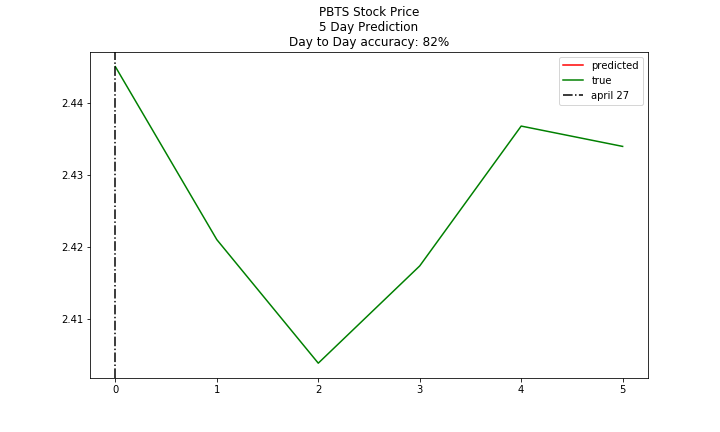 PBTS Stock Price
5 Day Prediction
Day to Day accuracy: 82%
predicted
true
april 27
2.44
2.43
2.42
2.41
0 1 2 3 4 5